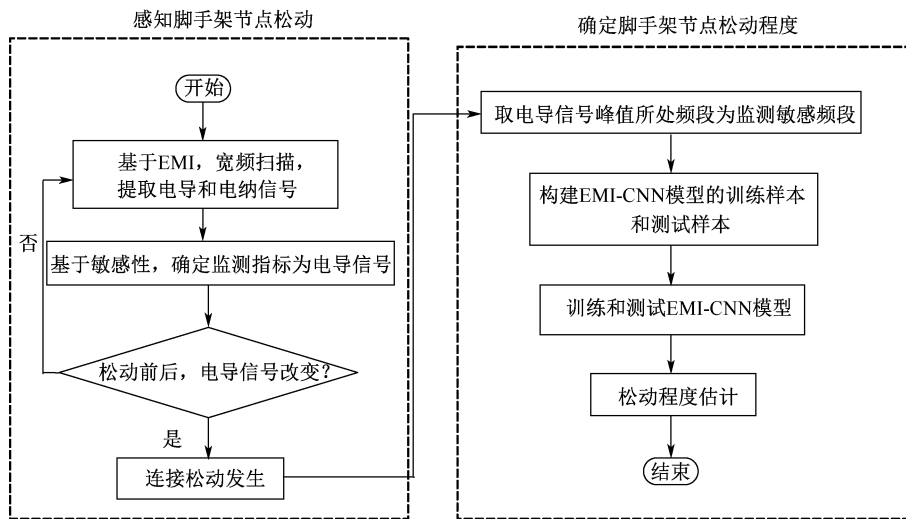 感知脚手架节点松动
开始
基于EMI，宽频扫描，
提取电导和电纳信号
否
基于敏感性，确定监测指标为电导信号
松动前后，电导信号改变？
是
连接松动发生
确定脚手架节点松动程度
取电导信号峰值所处频段为监测敏感频段
构建EMI-CNN模型的训练样本
和测试样本
训练和测试EMI-CNN模型
松动程度估计
结束